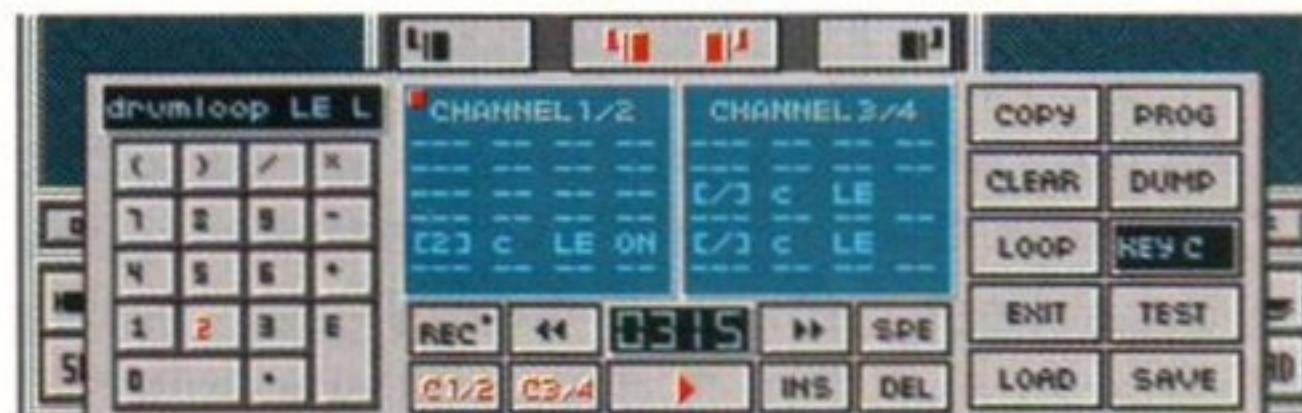 drumloop LE L
( ) / *
7 8 9 -
4 5 6 +
1 2 3 E
0 .
CHANNEL 1/2
--- -- -- --
--- -- -- --
--- -- -- --
--- -- -- --
[2] c LE ON
--- -- -- --
CHANNEL 3/4
--- -- -- --
--- -- -- --
[/] c LE
--- -- -- --
[/] c LE
--- -- -- --
REC ◂◂ 0315 ▸▸ SPE
C1/2 C3/4 ▸ INS DEL
COPY PROG
CLEAR DUMP
LOOP KEY C
EXIT TEST
LOAD SAVE